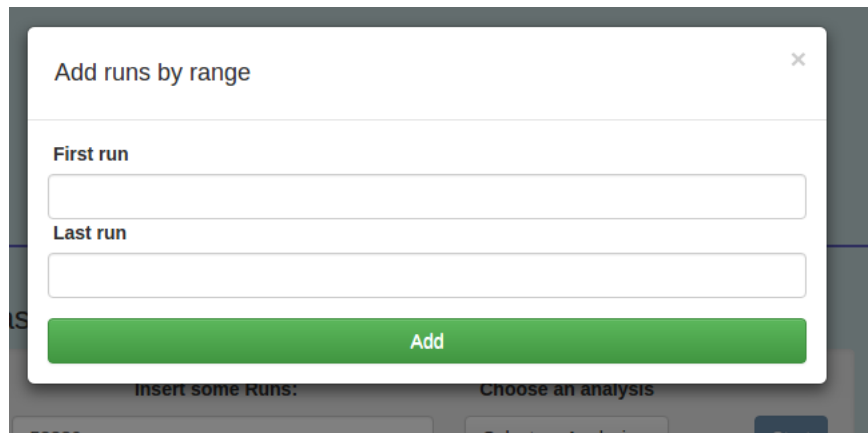 Add runs by range
×
First run
Last run
Add
Insert some Runs:
Choose an analysis